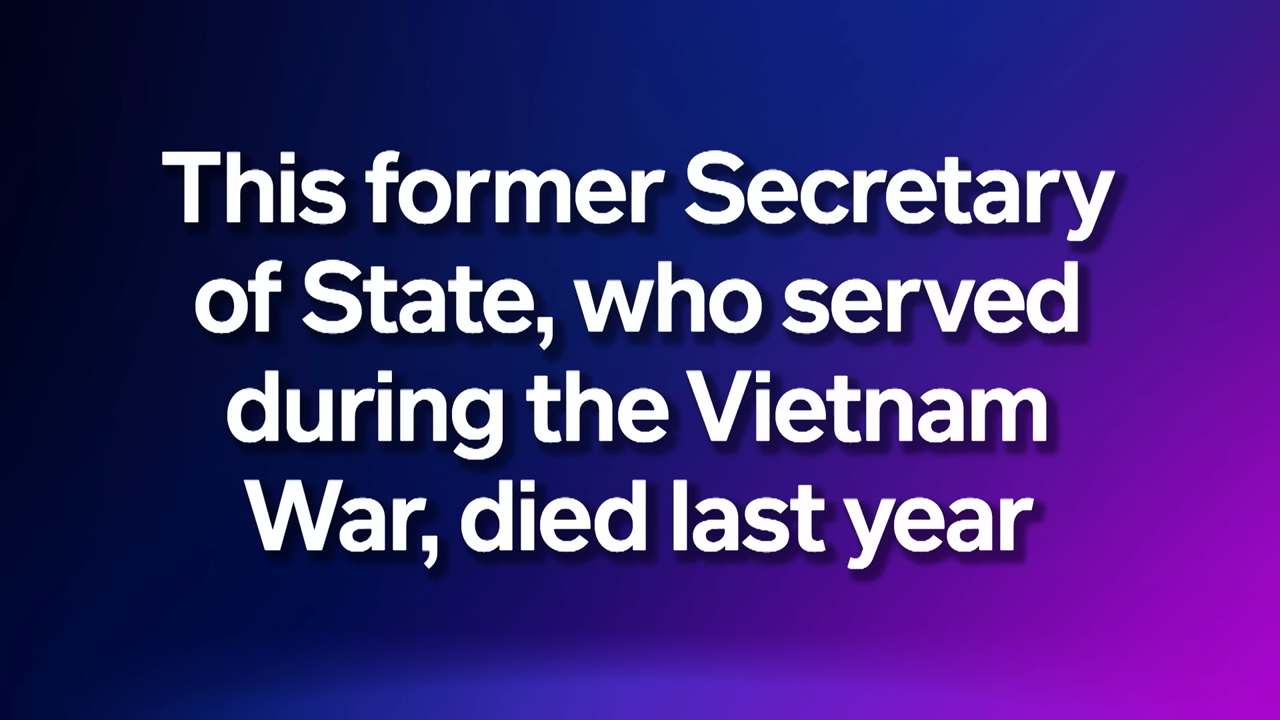 This former Secretary
of State, who served
during the Vietnam
War, died last year